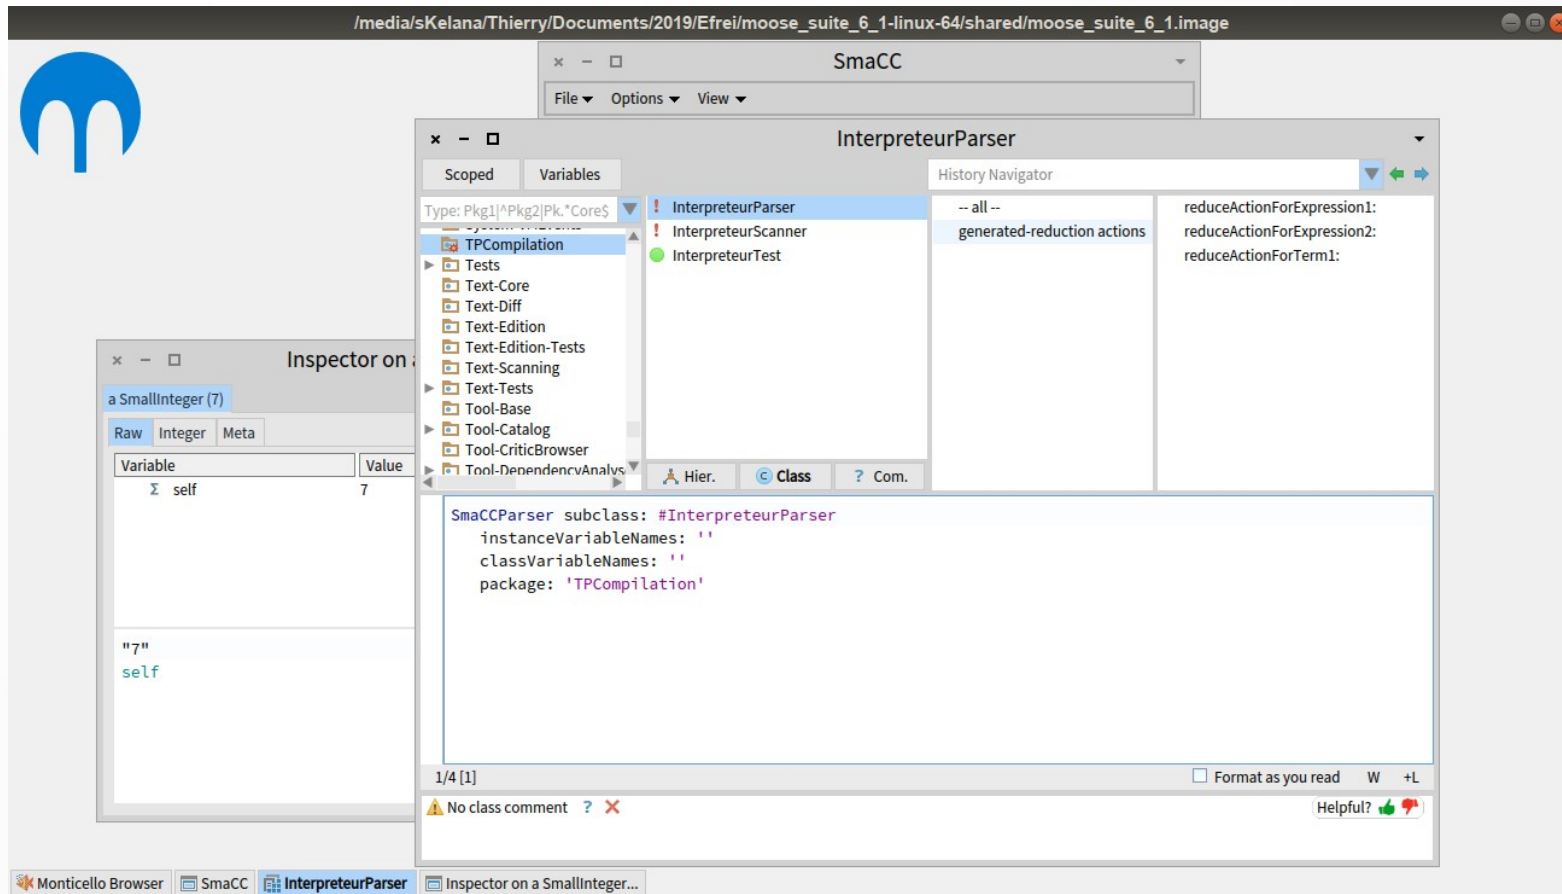 /media/sKelana/Thierry/Documents/2019/Efrei/moose_suite_6_1-linux-64/shared/moose_suite_6_1.image
SmaCC
File Options View
InterpreteurParser
Scoped Variables
History Navigator
Type: Pkg1|^Pkg2|Pk.*Core$
TPCompilation
Tests
Text-Core
Text-Diff
Text-Edition
Text-Edition-Tests
Text-Scanning
Text-Tests
Tool-Base
Tool-Catalog
Tool-CriticBrowser
Tool-DependencyAnalys
InterpreteurParser
InterpreteurScanner
InterpreteurTest
Hier. Class ? Com.
-- all --
generated-reduction actions
reduceActionForExpression1:
reduceActionForExpression2:
reduceActionForTerm1:
SmaCCParser subclass: #InterpreteurParser
instanceVariableNames: ''
classVariableNames: ''
package: 'TPCompilation'
1/4 [1]
Format as you read W +L
No class comment ?
Helpful?
Inspector on a
a SmallInteger (7)
Raw Integer Meta
Variable Value
Σ self 7
"7"
self
Monticello Browser SmaCC InterpreteurParser Inspector on a SmallInteger...